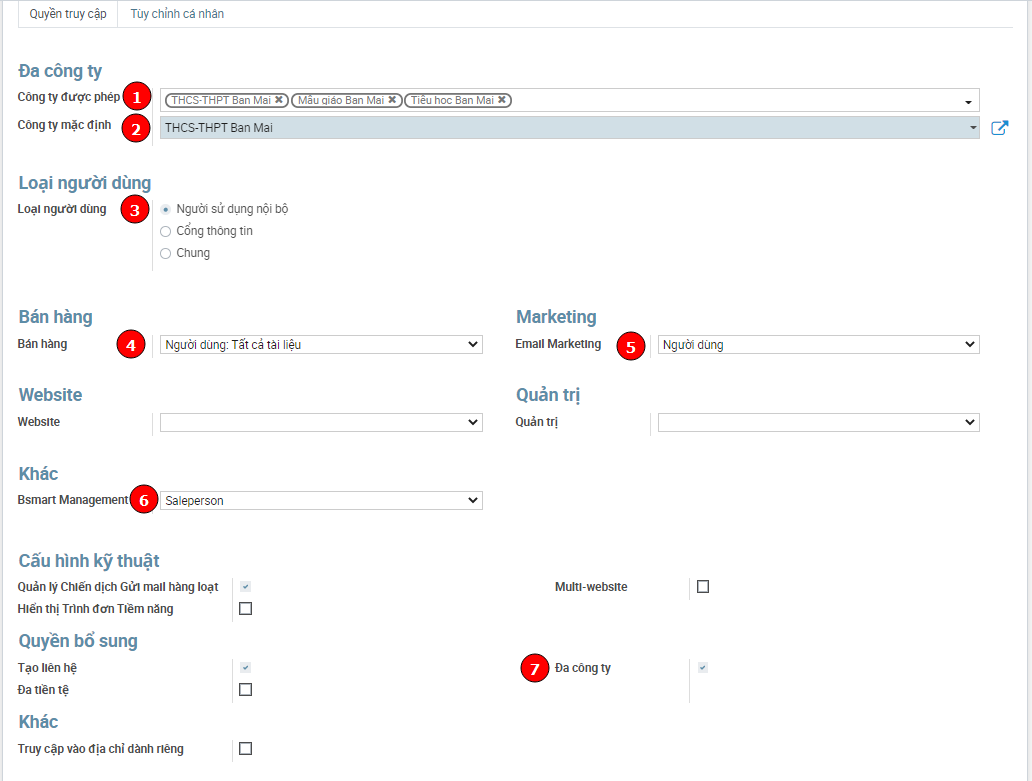 Quyền truy cập Tùy chỉnh cá nhân
Đa công ty
Công ty được phép 1 THCS-THPT Ban Mai ✖ Mẫu giáo Ban Mai ✖ Tiểu học Ban Mai ✖
Công ty mặc định 2 THCS-THPT Ban Mai
Loại người dùng
Loại người dùng 3 Người sử dụng nội bộ
Cổng thông tin
Chung
Bán hàng Marketing
Bán hàng 4 Người dùng: Tất cả tài liệu Email Marketing 5 Người dùng
Website Quản trị
Website Quản trị
Khác
Bsmart Management 6 Saleperson
Cấu hình kỹ thuật
Quản lý Chiến dịch Gửi mail hàng loạt Multi-website
Hiển thị Trình đơn Tiềm năng
Quyền bổ sung
Tạo liên hệ 7 Đa công ty
Đa tiền tệ
Khác
Truy cập vào địa chỉ dành riêng